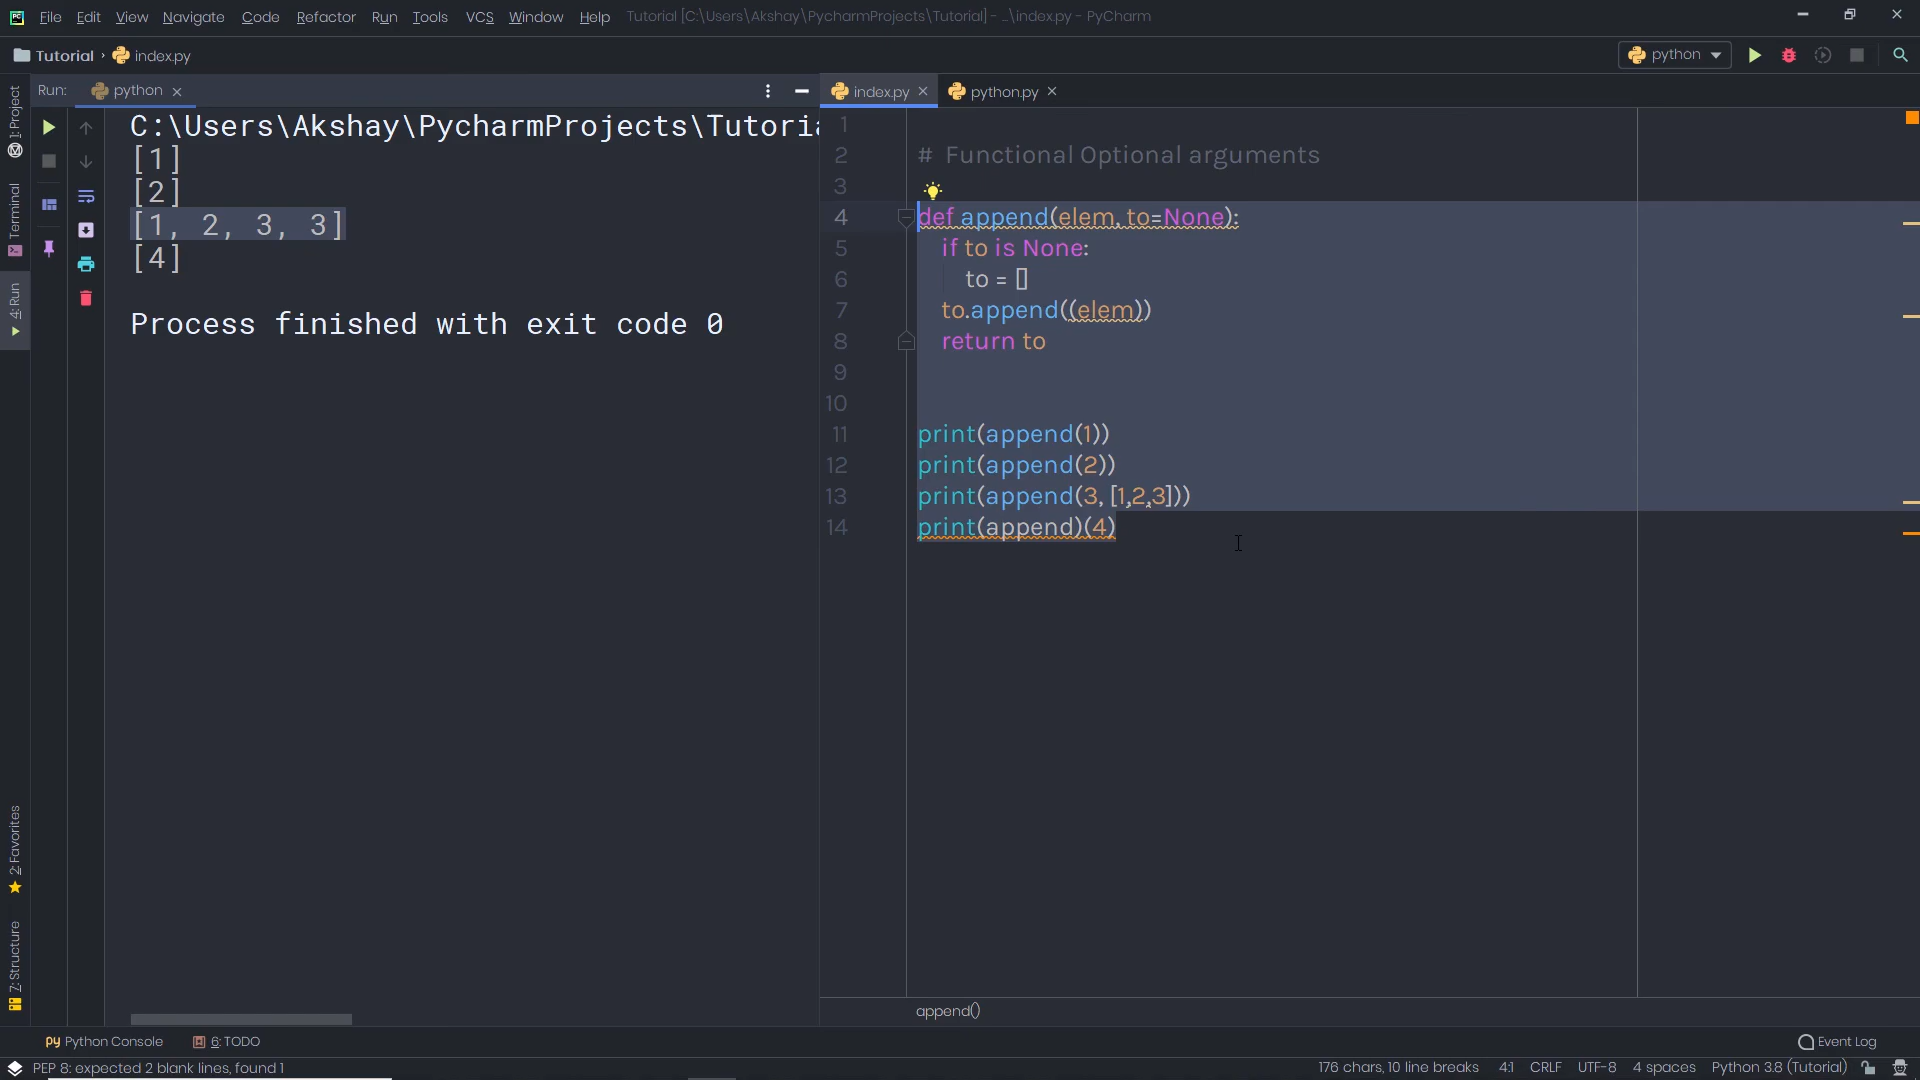 File Edit View Navigate Code Refactor Run Tools VCS Window Help Tutorial [C:\Users\Akshay\PycharmProjects\Tutorial] - ...\index.py - PyCharm
Tutorial › index.py
python
Run: python
index.py
python.py
1: Project
Terminal
4: Run
2: Favorites
7: Structure
C:\Users\Akshay\PycharmProjects\Tutoria
[1]
[2]
[1, 2, 3, 3]
[4]
Process finished with exit code 0
1
2 # Functional Optional arguments
3
4 def append(elem, to=None):
5 if to is None:
6 to = []
7 to.append((elem))
8 return to
9
10
11 print(append(1))
12 print(append(2))
13 print(append(3, [1,2,3]))
14 print(append)(4)
append()
Python Console 6: TODO
Event Log
PEP 8: expected 2 blank lines, found 1
176 chars, 10 line breaks 4:1 CRLF UTF-8 4 spaces Python 3.8 (Tutorial)